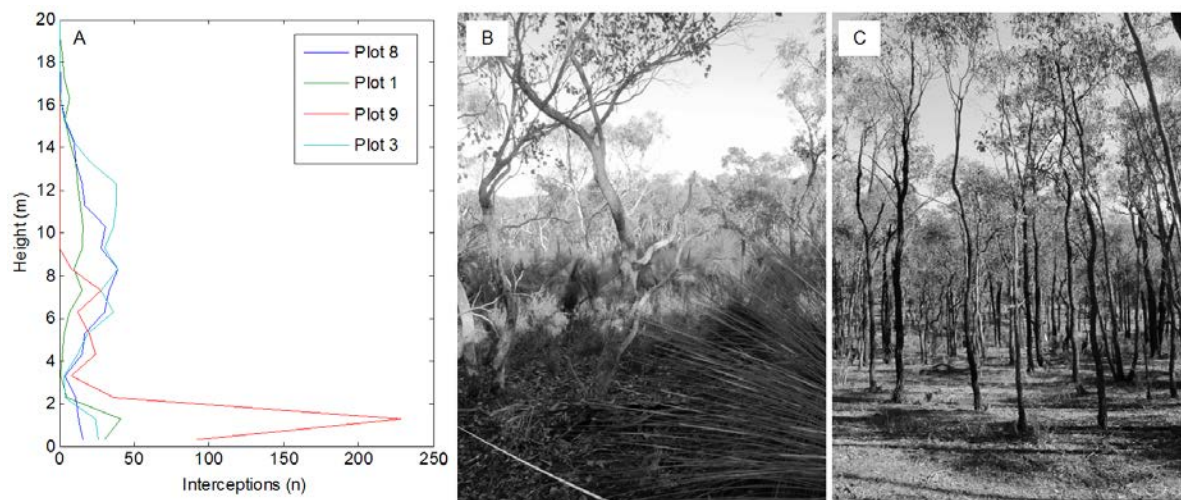 A
Plot 8
Plot 1
Plot 9
Plot 3
20
18
16
14
12
10
8
6
4
2
0
Height (m)
0 50 100 150 200 250
Interceptions (n)
B
C